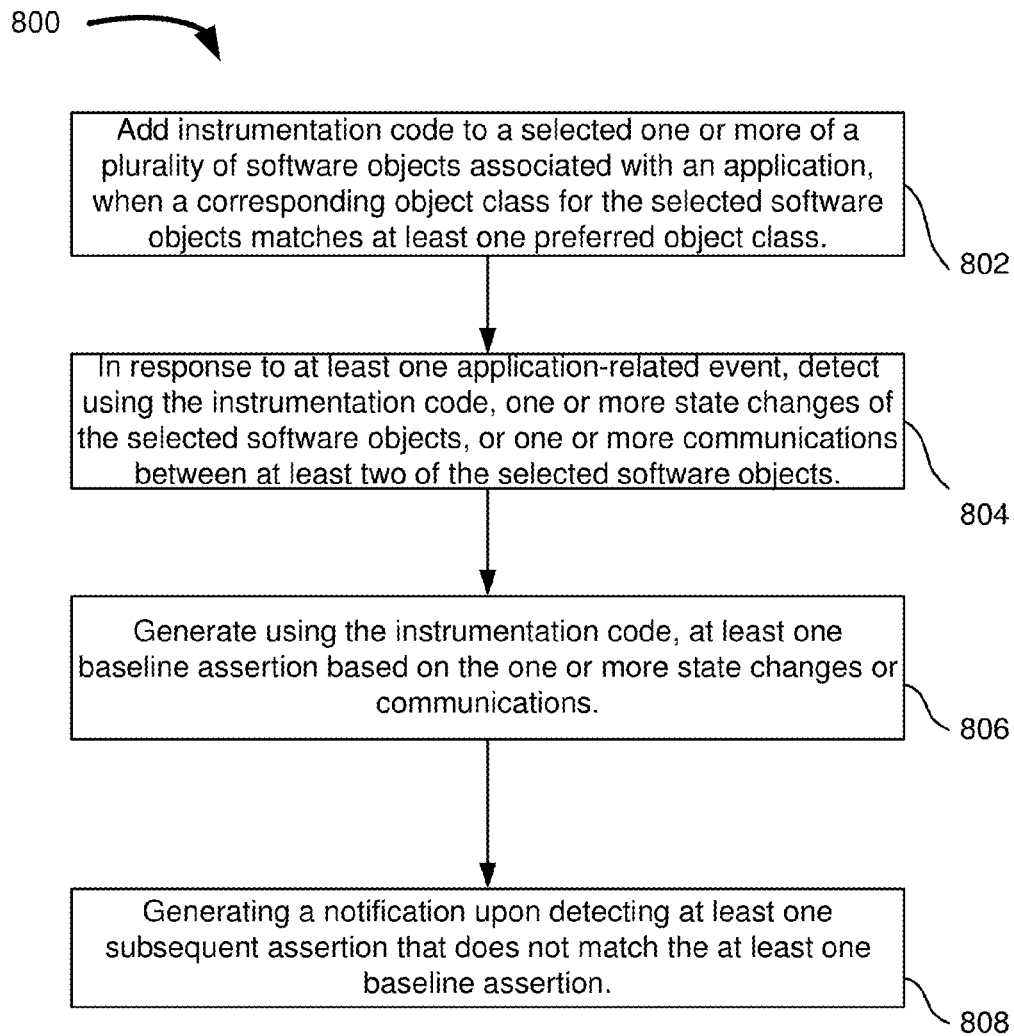 800
Add instrumentation code to a selected one or more of a
plurality of software objects associated with an application,
when a corresponding object class for the selected software
objects matches at least one preferred object class.
802
In response to at least one application-related event, detect
using the instrumentation code, one or more state changes of
the selected software objects, or one or more communications
between at least two of the selected software objects.
804
Generate using the instrumentation code, at least one
baseline assertion based on the one or more state changes or
communications.
806
Generating a notification upon detecting at least one
subsequent assertion that does not match the at least one
baseline assertion.
808